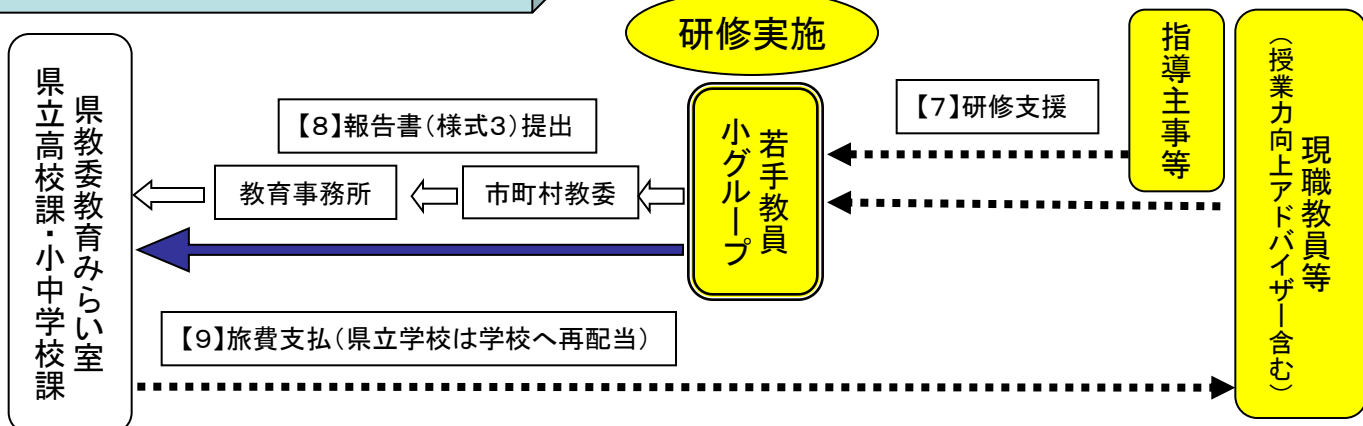 研修実施
県教委教育みらい室
県立高校課・小中学校課
【8】報告書(様式3)提出
教育事務所
市町村教委
若手教員
小グループ
【7】研修支援
指導主事等
現職教員等
(授業力向上アドバイザー含む)
【9】旅費支払(県立学校は学校へ再配当)